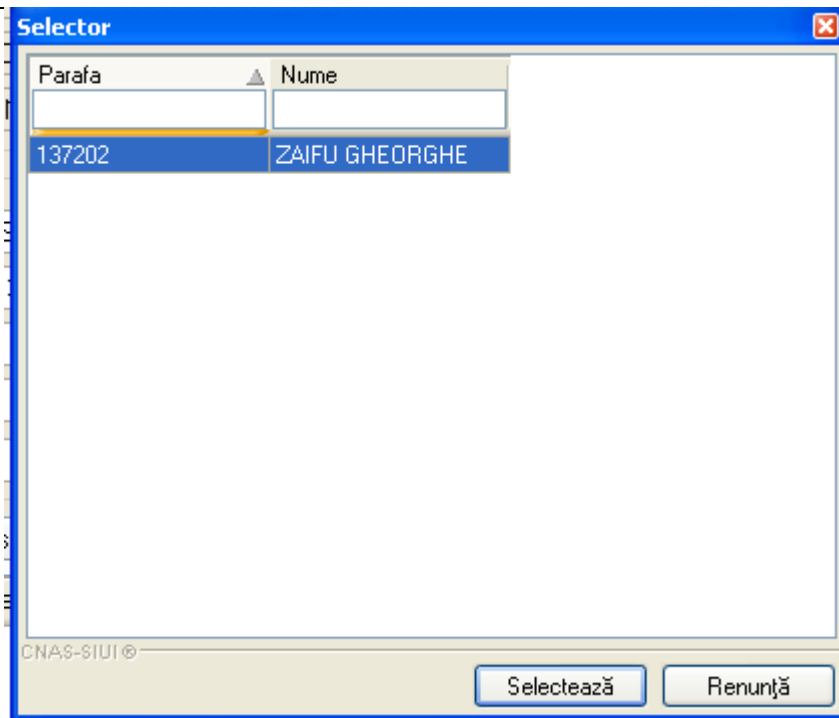 Selector
Parafa Nume
137202 ZAIFU GHEORGHE
CNAS-SIUI ®
Selectează Renunţă